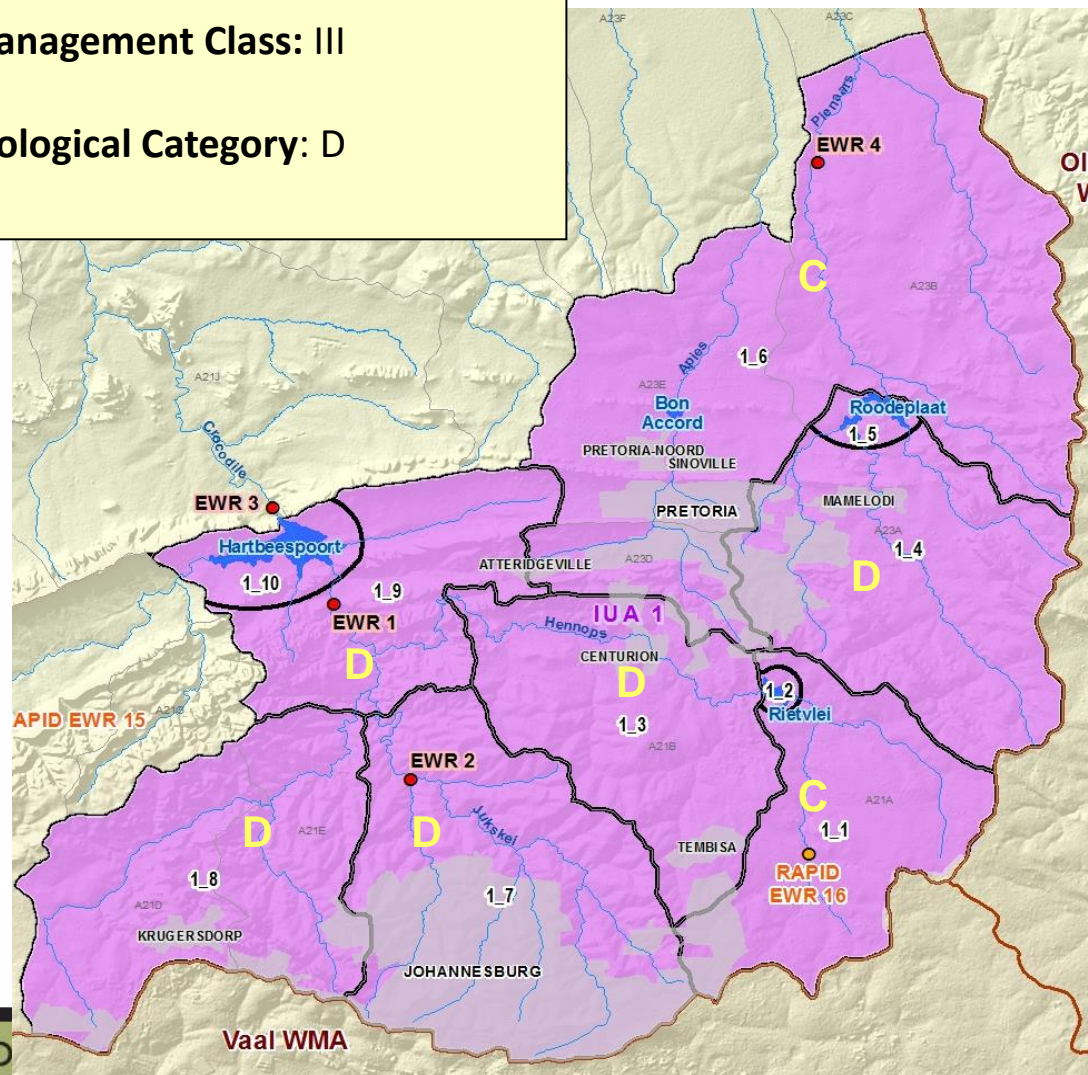 anagement Class: III
ological Category: D
A23F
A23C
Pienaars
EWR 4
Ol
W
C
A23B
1_6
Apies
A21J
A23E
Bon
Accord
Roodeplaat
1_5
Crocodile
PRETORIA-NOORD
SINOVILLE
EWR 3
MAMELODI
PRETORIA
A23A
1_4
Hartbeespoort
A23D
ATTERIDGEVILLE
D
1_10
1_9
EWR 1
IUA 1
Hennops
CENTURION
D
D
1_2
Rietvlei
APID EWR 15
1_3
A21B
EWR 2
C
A21A
1_1
Jukskei
A21E
D
D
TEMBISA
RAPID
EWR 16
1_8
1_7
A21D
KRUGERSDORP
JOHANNESBURG
Vaal WMA